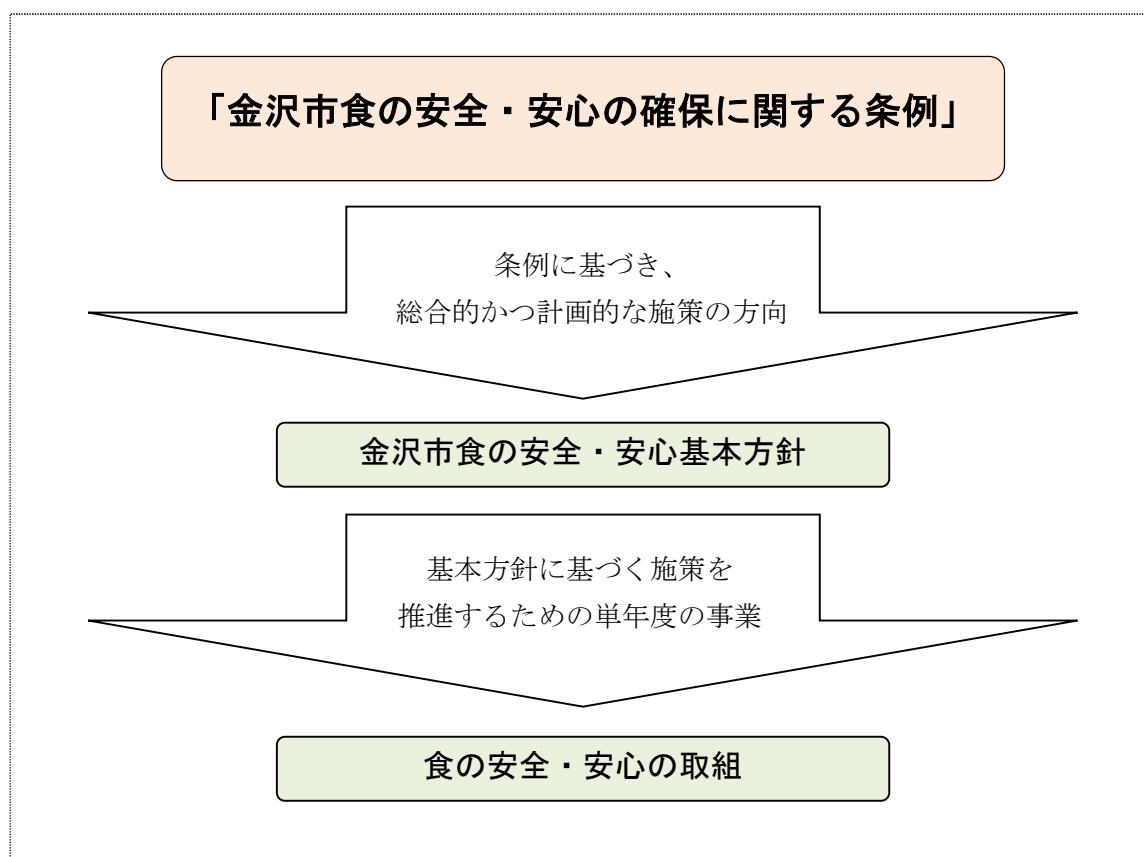 「金沢市食の安全・安心の確保に関する条例」
条例に基づき、
総合的かつ計画的な施策の方向
金沢市食の安全・安心基本方針
基本方針に基づく施策を
推進するための単年度の事業
食の安全・安心の取組